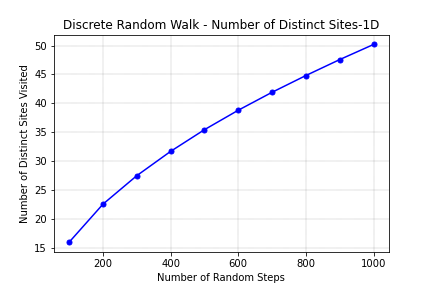 Discrete Random Walk - Number of Distinct Sites-1D
50
45
40
35
30
25
20
15
Number of Distinct Sites Visited
200 400 600 800 1000
Number of Random Steps